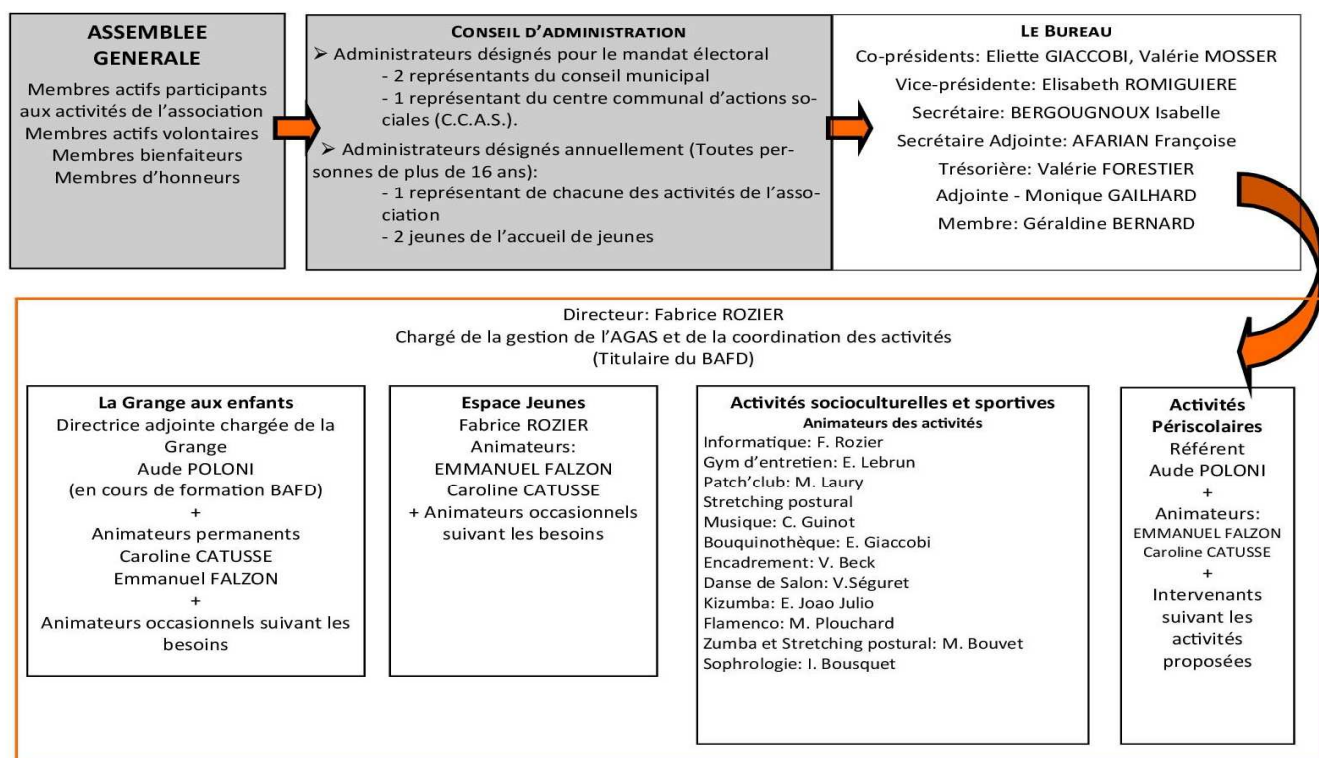 ASSEMBLEE
GENERALE
Membres actifs participants
aux activités de l'association
Membres actifs volontaires
Membres bienfaiteurs
Membres d'honneurs
CONSEIL D'ADMINISTRATION
➢ Administrateurs désignés pour le mandat électoral
- 2 représentants du conseil municipal
- 1 représentant du centre communal d'actions so-
ciales (C.C.A.S.).
➢ Administrateurs désignés annuellement (Toutes per-
sonnes de plus de 16 ans):
- 1 représentant de chacune des activités de l'asso-
ciation
- 2 jeunes de l'accueil de jeunes
LE BUREAU
Co-présidents: Eliette GIACCOBI, Valérie MOSSER
Vice-présidente: Elisabeth ROMIGUIERE
Secrétaire: BERGOUGNOUX Isabelle
Secrétaire Adjointe: AFARIAN Françoise
Trésorière: Valérie FORESTIER
Adjointe - Monique GAILHARD
Membre: Géraldine BERNARD
Directeur: Fabrice ROZIER
Chargé de la gestion de l'AGAS et de la coordination des activités
(Titulaire du BAFD)
La Grange aux enfants
Directrice adjointe chargée de la
Grange
Aude POLONI
(en cours de formation BAFD)
+
Animateurs permanents
Caroline CATUSSE
Emmanuel FALZON
+
Animateurs occasionnels suivant les
besoins
Espace Jeunes
Fabrice ROZIER
Animateurs:
EMMANUEL FALZON
Caroline CATUSSE
+ Animateurs occasionnels
suivant les besoins
Activités socioculturelles et sportives
Animateurs des activités
Informatique: F. Rozier
Gym d'entretien: E. Lebrun
Patch'club: M. Laury
Stretching postural
Musique: C. Guinot
Bouquinothèque: E. Giaccobi
Encadrement: V. Beck
Danse de Salon: V.Séguret
Kizumba: E. Joao Julio
Flamenco: M. Plouchard
Zumba et Stretching postural: M. Bouvet
Sophrologie: I. Bousquet
Activités
Périscolaires
Référent
Aude POLONI
+
Animateurs:
EMMANUEL FALZON
Caroline CATUSSE
+
Intervenants
suivant les
activités
proposées